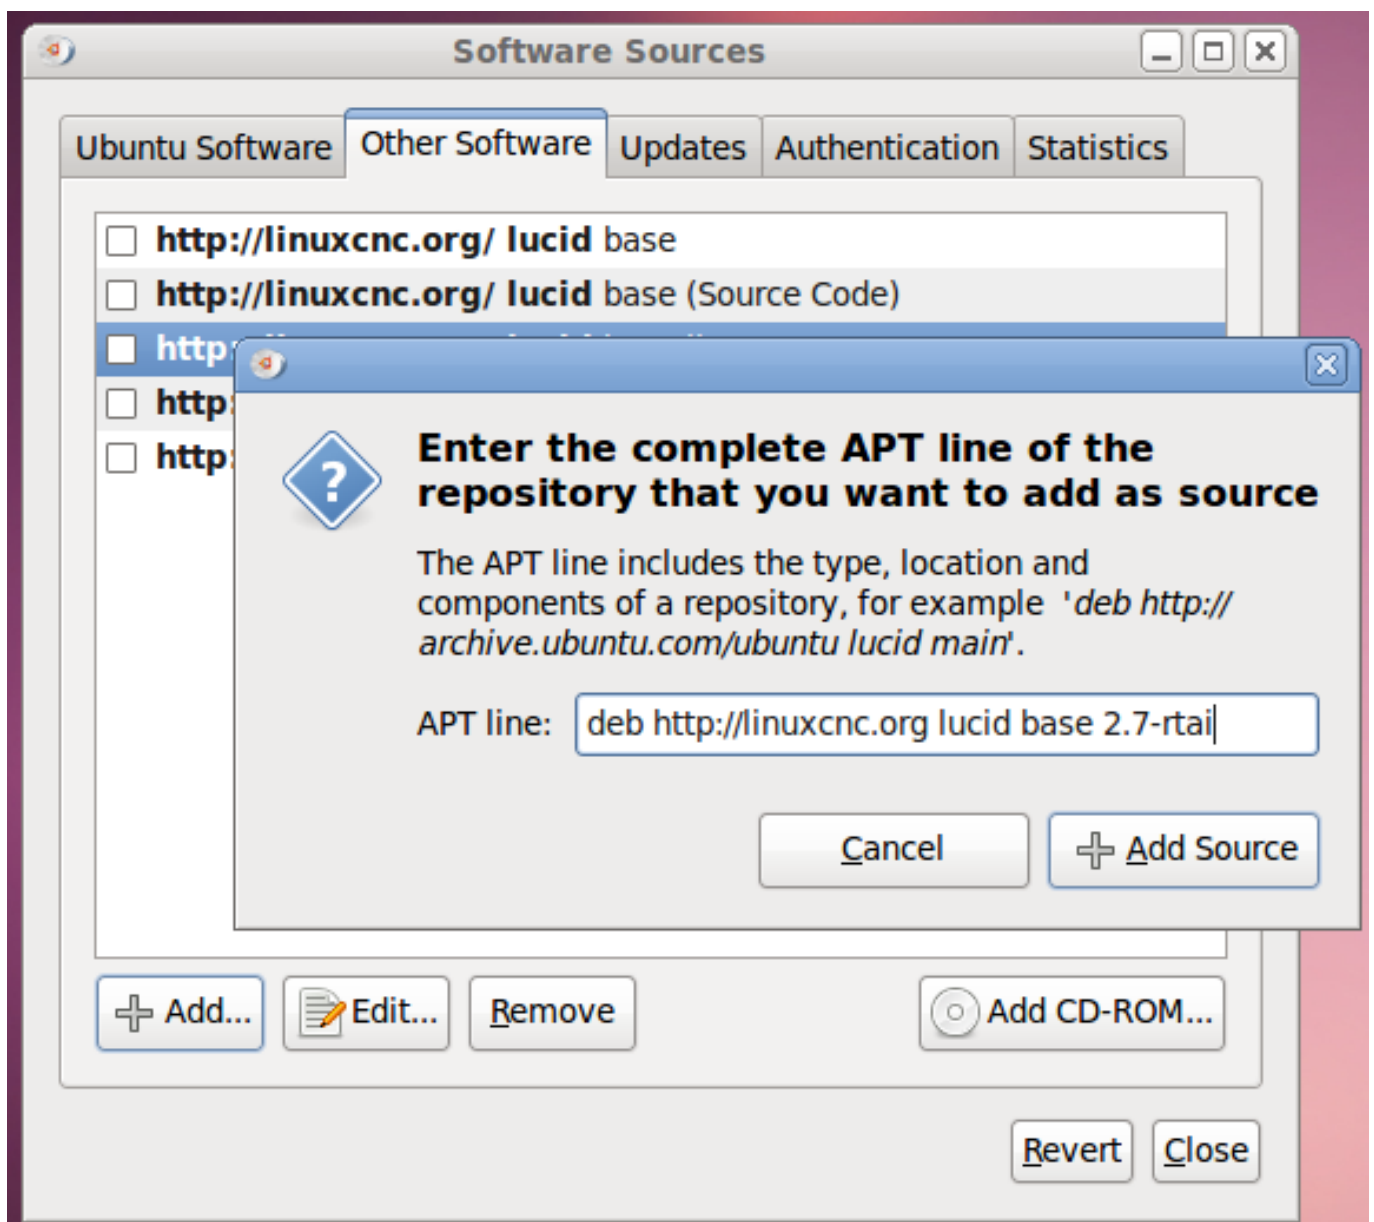 Software Sources
Ubuntu Software Other Software Updates Authentication Statistics
http://linuxcnc.org/ lucid base
http://linuxcnc.org/ lucid base (Source Code)
http:
http:
http:
Enter the complete APT line of the
repository that you want to add as source
The APT line includes the type, location and
components of a repository, for example 'deb http://
archive.ubuntu.com/ubuntu lucid main'.
APT line: deb http://linuxcnc.org lucid base 2.7-rtai
Cancel Add Source
Add... Edit... Remove Add CD-ROM...
Revert Close